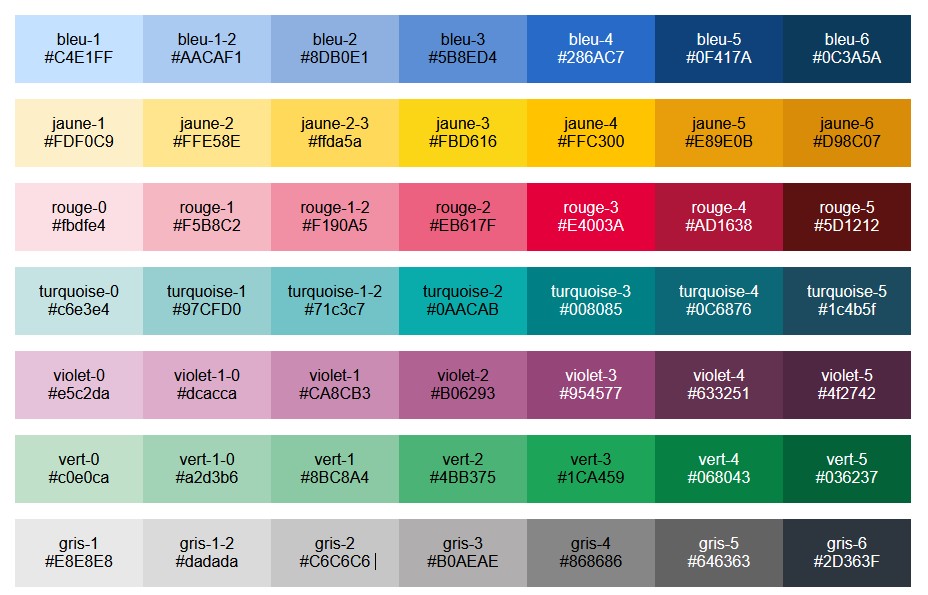 bleu-1
#C4E1FF
bleu-1-2
#AACAF1
bleu-2
#8DB0E1
bleu-3
#5B8ED4
bleu-4
#286AC7
bleu-5
#0F417A
bleu-6
#0C3A5A
jaune-1
#FDF0C9
jaune-2
#FFE58E
jaune-2-3
#ffda5a
jaune-3
#FBD616
jaune-4
#FFC300
jaune-5
#E89E0B
jaune-6
#D98C07
rouge-0
#fbdfe4
rouge-1
#F5B8C2
rouge-1-2
#F190A5
rouge-2
#EB617F
rouge-3
#E4003A
rouge-4
#AD1638
rouge-5
#5D1212
turquoise-0
#c6e3e4
turquoise-1
#97CFD0
turquoise-1-2
#71c3c7
turquoise-2
#0AACAB
turquoise-3
#008085
turquoise-4
#0C6876
turquoise-5
#1c4b5f
violet-0
#e5c2da
violet-1-0
#dcacca
violet-1
#CA8CB3
violet-2
#B06293
violet-3
#954577
violet-4
#633251
violet-5
#4f2742
vert-0
#c0e0ca
vert-1-0
#a2d3b6
vert-1
#8BC8A4
vert-2
#4BB375
vert-3
#1CA459
vert-4
#068043
vert-5
#036237
gris-1
#E8E8E8
gris-1-2
#dadada
gris-2
#C6C6C6
gris-3
#B0AEAE
gris-4
#868686
gris-5
#646363
gris-6
#2D363F